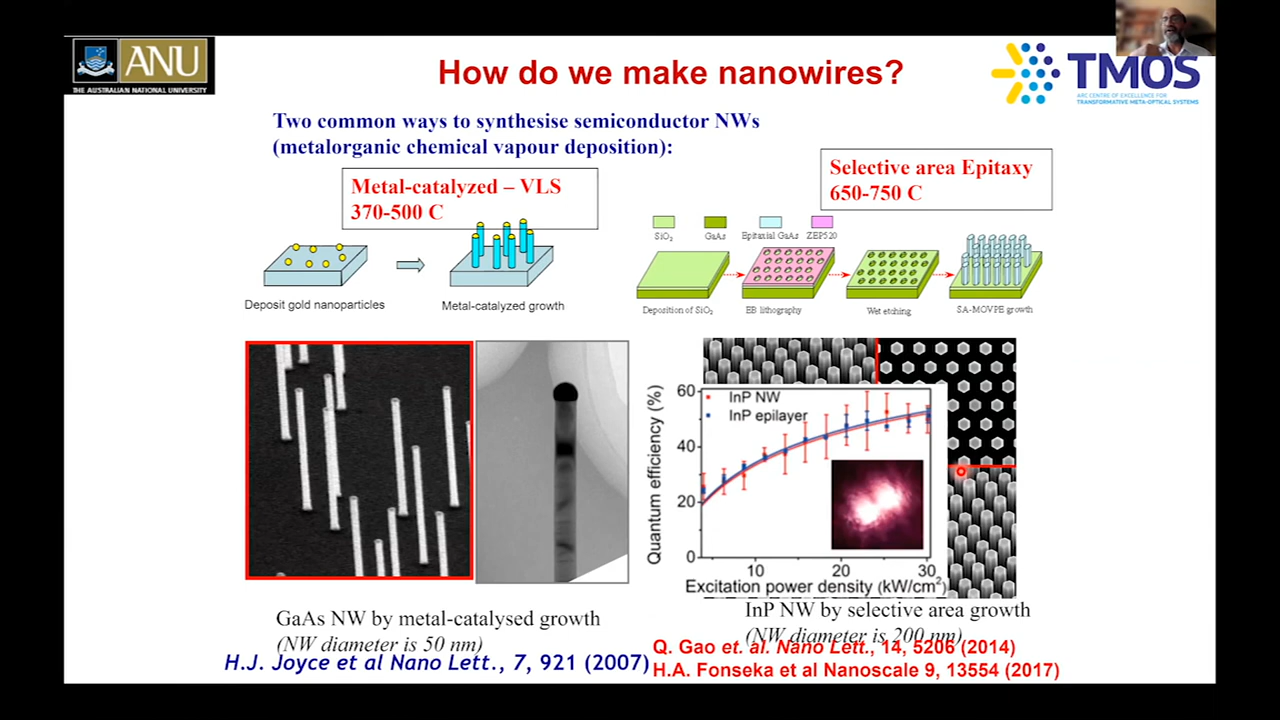 ANU
THE AUSTRALIAN NATIONAL UNIVERSITY
How do we make nanowires?
TMOS
ARC CENTRE OF EXCELLENCE FOR
TRANSFORMATIVE META-OPTICAL SYSTEMS
Two common ways to synthesise semiconductor NWs
(metalorganic chemical vapour deposition):
Metal-catalyzed – VLS
370-500 C
Selective area Epitaxy
650-750 C
SiO₂
GaAs
Epitaxial GaAs
ZEP520
Deposit gold nanoparticles
Metal-catalyzed growth
Deposition of SiO₂
EB lithography
Wet etching
SA-MOVPE growth
Quantum efficiency (%)
60
40
20
0
InP NW
InP epilayer
10
20
30
Excitation power density (kW/cm²)
GaAs NW by metal-catalysed growth
(NW diameter is 50 nm)
H.J. Joyce et al Nano Lett., 7, 921 (2007)
InP NW by selective area growth
(NW diameter is 200 nm)
Q. Gao et. al. Nano Lett., 14, 5206 (2014)
H.A. Fonseka et al Nanoscale 9, 13554 (2017)